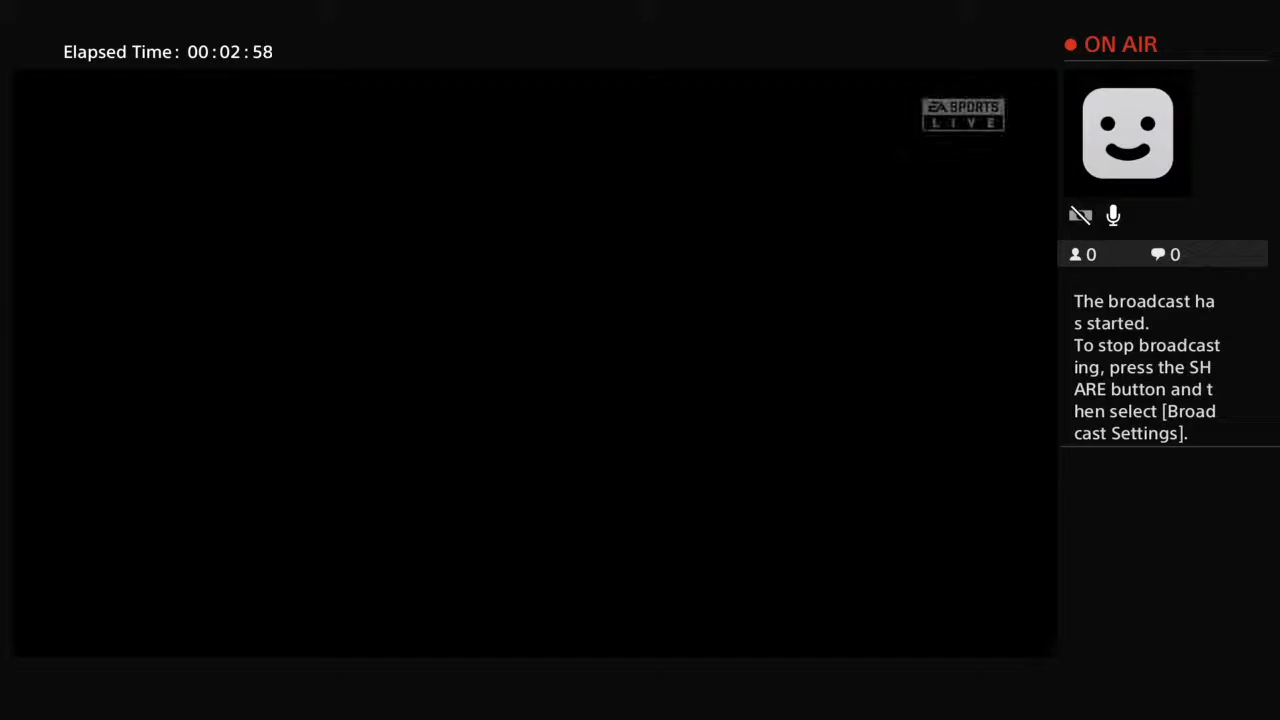 Elapsed Time: 00:02:58
ON AIR
EA SPORTS
LIVE
0 0
The broadcast ha
s started.
To stop broadcast
ing, press the SH
ARE button and t
hen select [Broad
cast Settings].